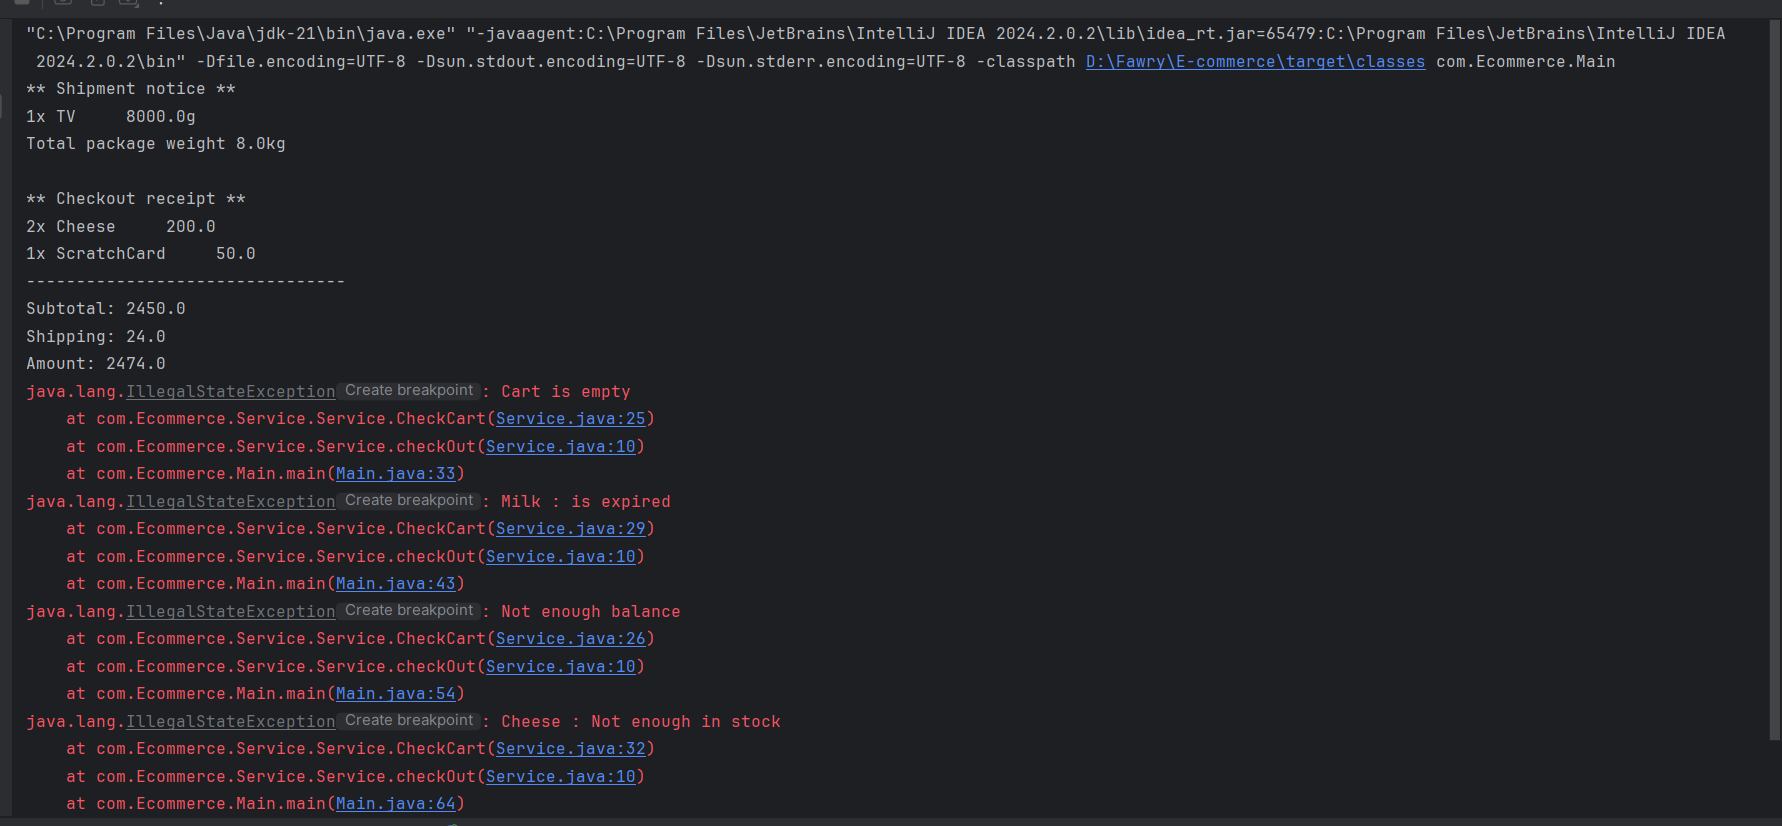 "C:\Program Files\Java\jdk-21\bin\java.exe" "-javaagent:C:\Program Files\JetBrains\IntelliJ IDEA 2024.2.0.2\lib\idea_rt.jar=65479:C:\Program Files\JetBrains\IntelliJ IDEA
2024.2.0.2\bin" -Dfile.encoding=UTF-8 -Dsun.stdout.encoding=UTF-8 -Dsun.stderr.encoding=UTF-8 -classpath D:\Fawry\E-commerce\target\classes com.Ecommerce.Main
** Shipment notice **
1x TV     8000.0g
Total package weight 8.0kg

** Checkout receipt **
2x Cheese     200.0
1x ScratchCard     50.0
--------------------------------
Subtotal: 2450.0
Shipping: 24.0
Amount: 2474.0
java.lang.IllegalStateException Create breakpoint : Cart is empty
    at com.Ecommerce.Service.Service.CheckCart(Service.java:25)
    at com.Ecommerce.Service.Service.checkOut(Service.java:10)
    at com.Ecommerce.Main.main(Main.java:33)
java.lang.IllegalStateException Create breakpoint : Milk : is expired
    at com.Ecommerce.Service.Service.CheckCart(Service.java:29)
    at com.Ecommerce.Service.Service.checkOut(Service.java:10)
    at com.Ecommerce.Main.main(Main.java:43)
java.lang.IllegalStateException Create breakpoint : Not enough balance
    at com.Ecommerce.Service.Service.CheckCart(Service.java:26)
    at com.Ecommerce.Service.Service.checkOut(Service.java:10)
    at com.Ecommerce.Main.main(Main.java:54)
java.lang.IllegalStateException Create breakpoint : Cheese : Not enough in stock
    at com.Ecommerce.Service.Service.CheckCart(Service.java:32)
    at com.Ecommerce.Service.Service.checkOut(Service.java:10)
    at com.Ecommerce.Main.main(Main.java:64)